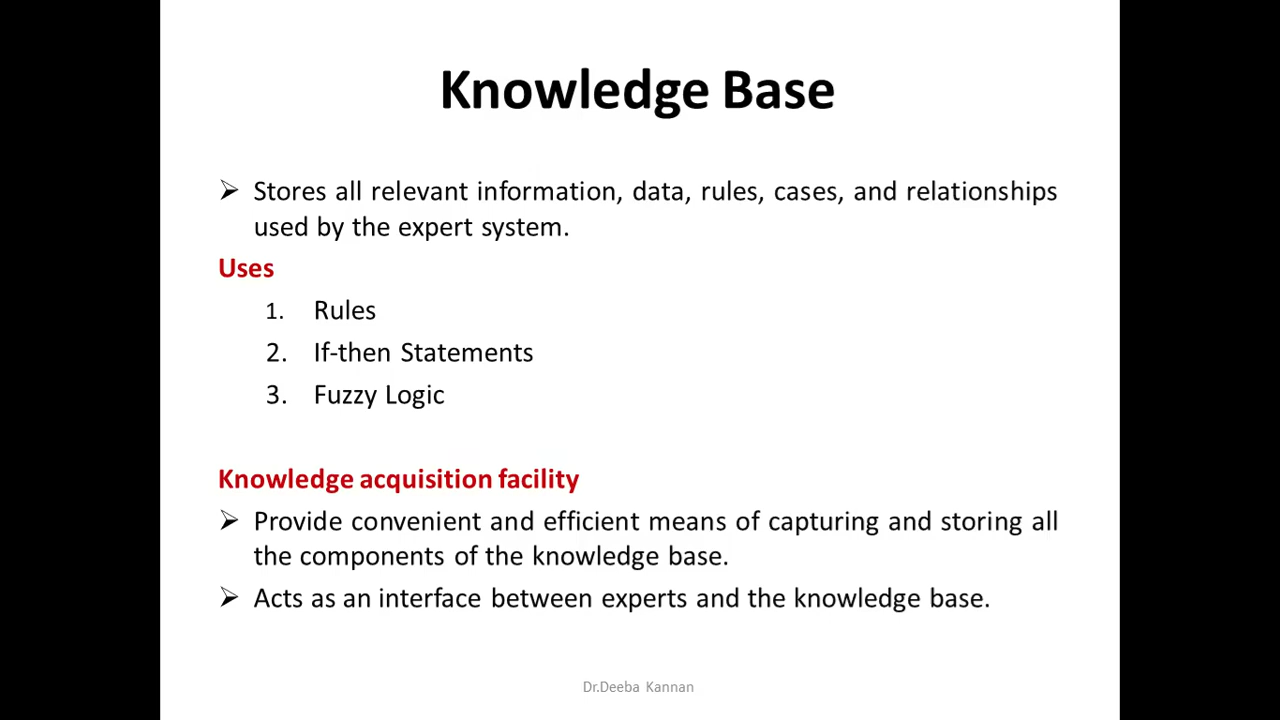 Knowledge Base
➢ Stores all relevant information, data, rules, cases, and relationships
used by the expert system.
Uses
1. Rules
2. If-then Statements
3. Fuzzy Logic
Knowledge acquisition facility
➢ Provide convenient and efficient means of capturing and storing all
the components of the knowledge base.
➢ Acts as an interface between experts and the knowledge base.
Dr.Deeba Kannan